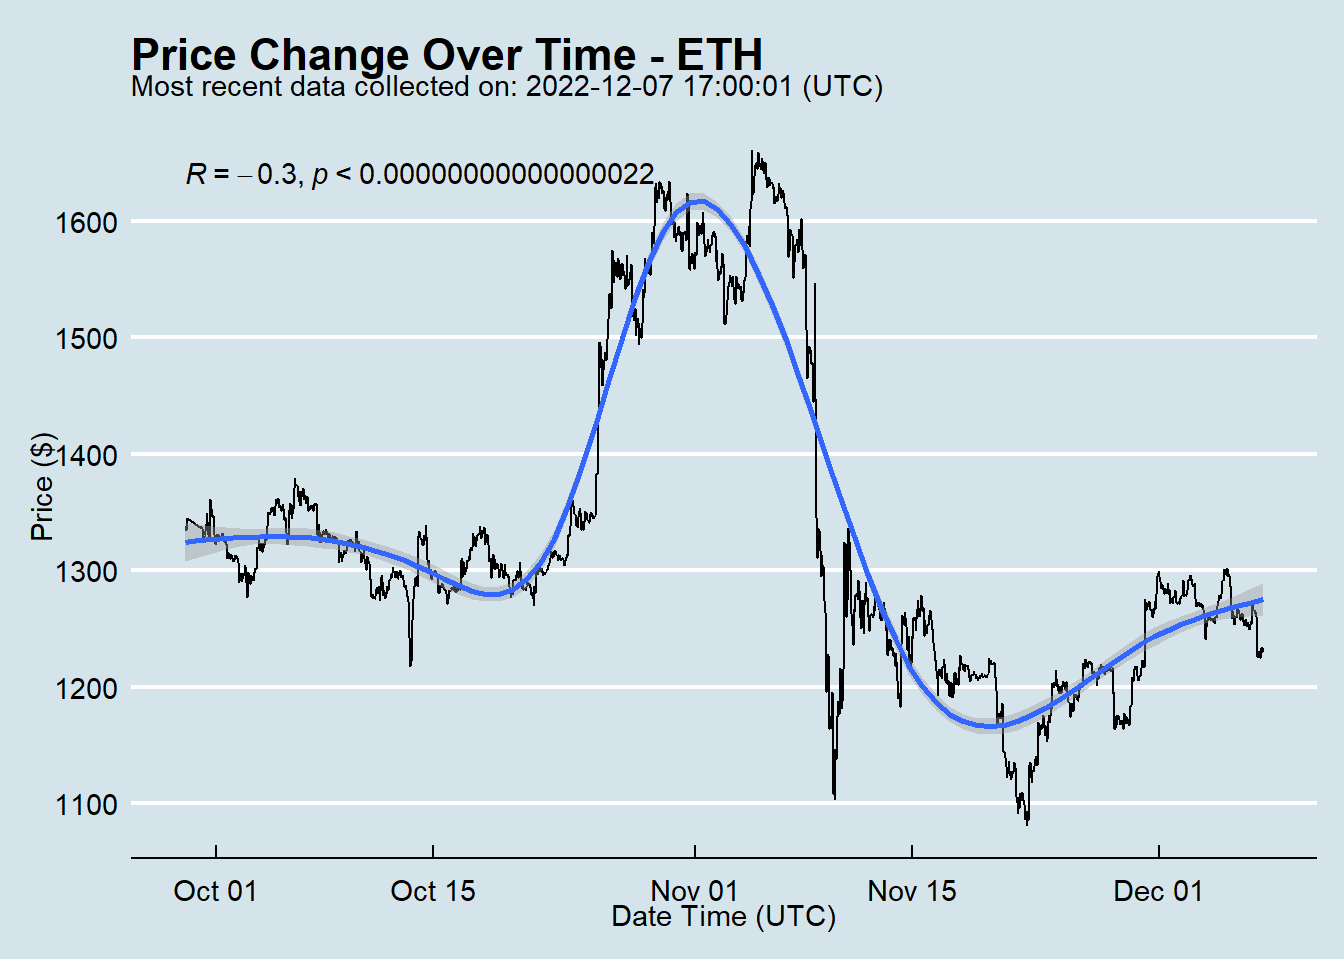 Price Change Over Time - ETH
Most recent data collected on: 2022-12-07 17:00:01 (UTC)
R = −0.3, p < 0.00000000000000022
1600
1500
1400
1300
1200
1100
Price ($)
Oct 01
Oct 15
Nov 01
Nov 15
Dec 01
Date Time (UTC)